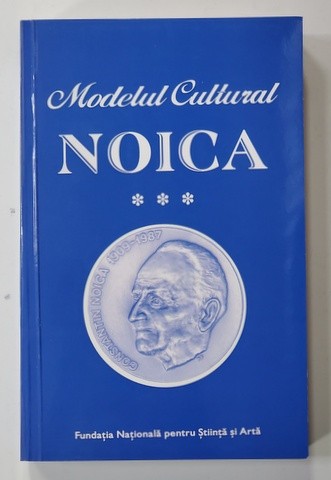 Modelul Cultural
NOICA
***
CONSTANTIN NOICA 1909-1987
Fundația Națională pentru Știință și Artă